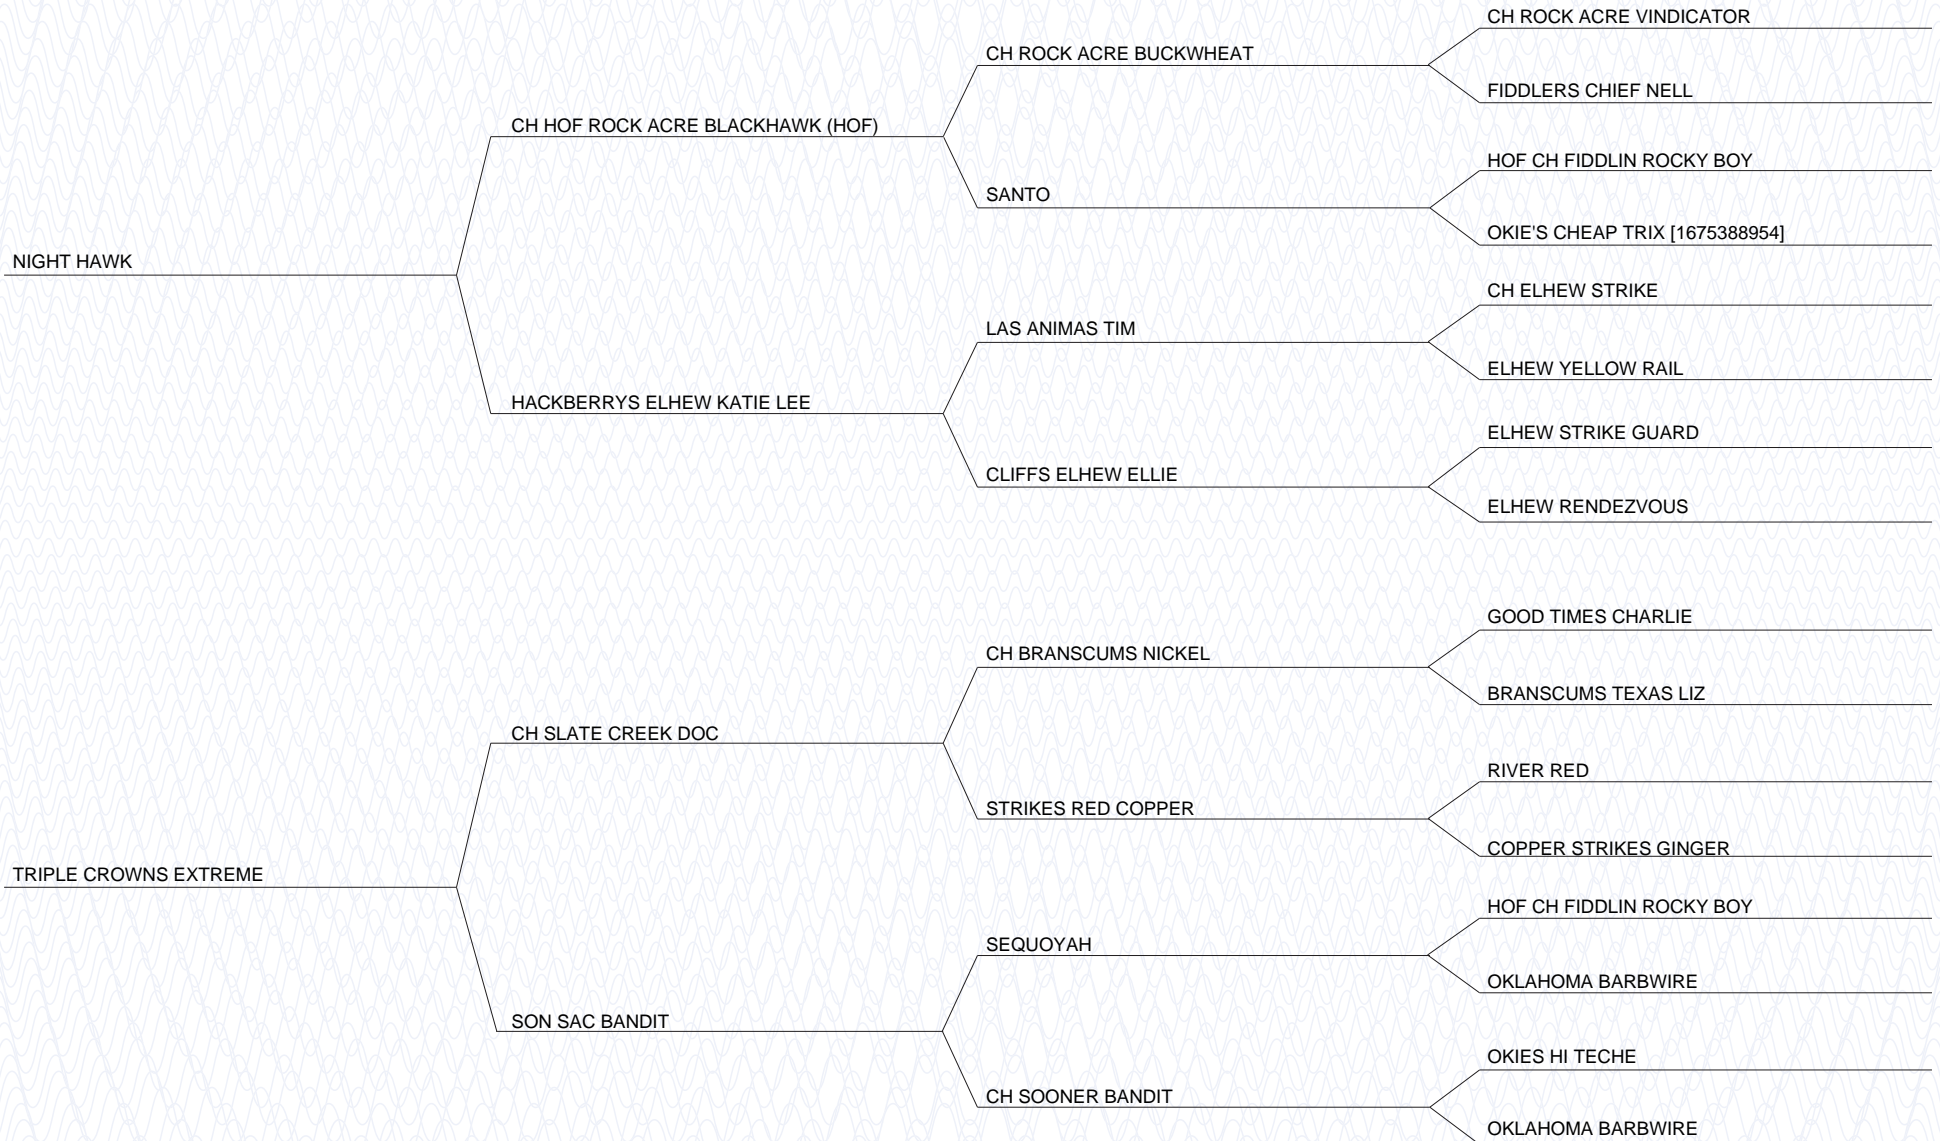 CH ROCK ACRE VINDICATOR
CH ROCK ACRE BUCKWHEAT
FIDDLERS CHIEF NELL
CH HOF ROCK ACRE BLACKHAWK (HOF)
HOF CH FIDDLIN ROCKY BOY
SANTO
OKIE'S CHEAP TRIX [1675388954]
NIGHT HAWK
CH ELHEW STRIKE
LAS ANIMAS TIM
ELHEW YELLOW RAIL
HACKBERRYS ELHEW KATIE LEE
ELHEW STRIKE GUARD
CLIFFS ELHEW ELLIE
ELHEW RENDEZVOUS
GOOD TIMES CHARLIE
CH BRANSCUMS NICKEL
BRANSCUMS TEXAS LIZ
CH SLATE CREEK DOC
RIVER RED
STRIKES RED COPPER
COPPER STRIKES GINGER
TRIPLE CROWNS EXTREME
HOF CH FIDDLIN ROCKY BOY
SEQUOYAH
OKLAHOMA BARBWIRE
SON SAC BANDIT
OKIES HI TECHE
CH SOONER BANDIT
OKLAHOMA BARBWIRE